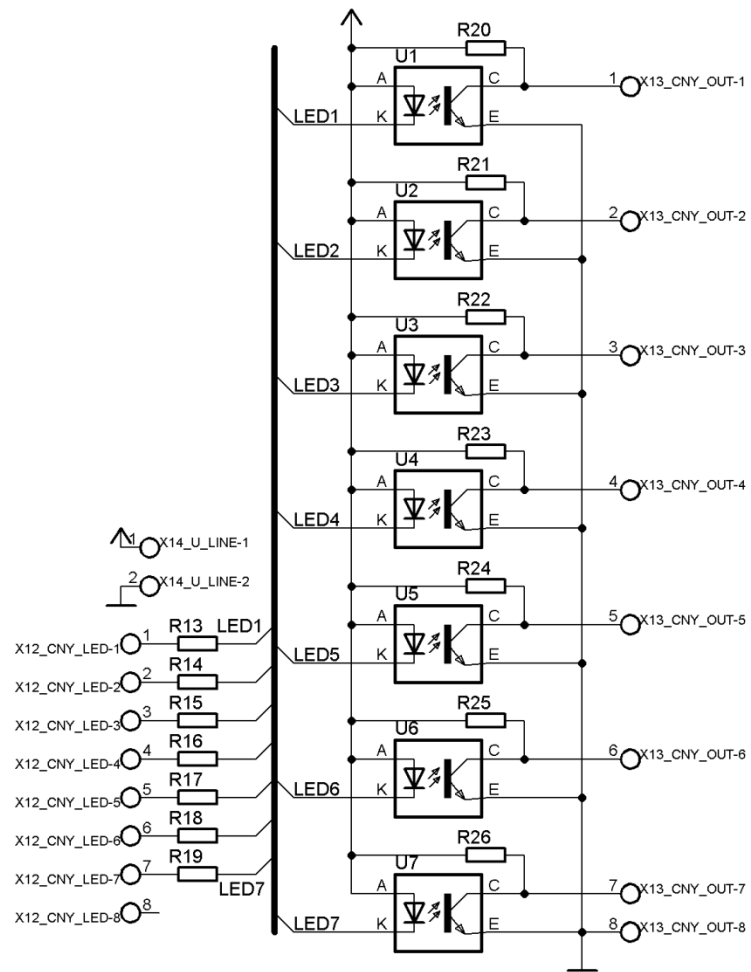 R20
U1
A C 1 X13_CNY_OUT-1
LED1 K E
R21
U2
A C 2 X13_CNY_OUT-2
LED2 K E
R22
U3
A C 3 X13_CNY_OUT-3
LED3 K E
R23
U4
A C 4 X13_CNY_OUT-4
LED4 K E
1 X14_U_LINE-1
2 X14_U_LINE-2
R24
U5
A C 5 X13_CNY_OUT-5
LED5 K E
R13 LED1
X12_CNY_LED-1 1
R14
X12_CNY_LED-2 2
R15
X12_CNY_LED-3 3
R16
X12_CNY_LED-4 4
R17
X12_CNY_LED-5 5
R18
X12_CNY_LED-6 6
R19
X12_CNY_LED-7 7
LED7
X12_CNY_LED-8 8
R25
U6
A C 6 X13_CNY_OUT-6
LED6 K E
R26
U7
A C 7 X13_CNY_OUT-7
LED7 K E 8 X13_CNY_OUT-8